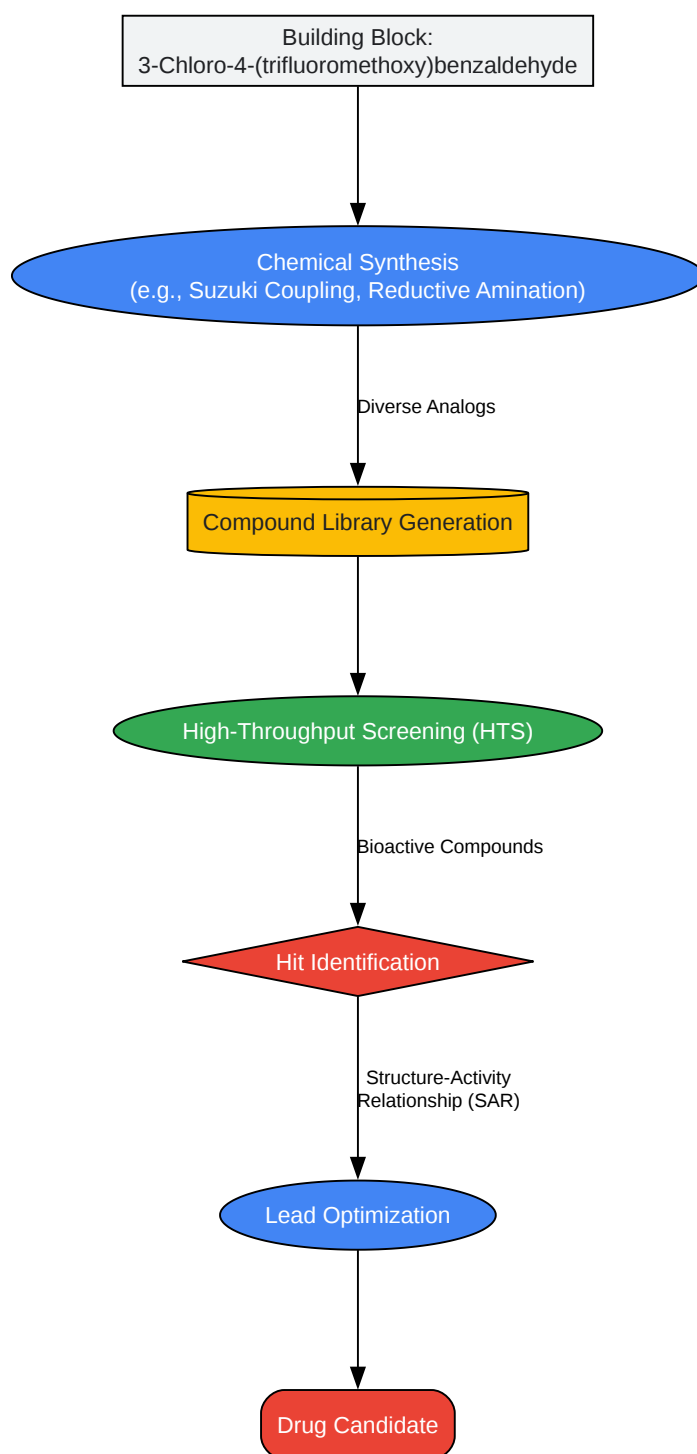 Building Block:
3-Chloro-4-(trifluoromethoxy)benzaldehyde
Chemical Synthesis
(e.g., Suzuki Coupling, Reductive Amination)
Diverse Analogs
Compound Library Generation
High-Throughput Screening (HTS)
Bioactive Compounds
Hit Identification
Structure-Activity
Relationship (SAR)
Lead Optimization
Drug Candidate